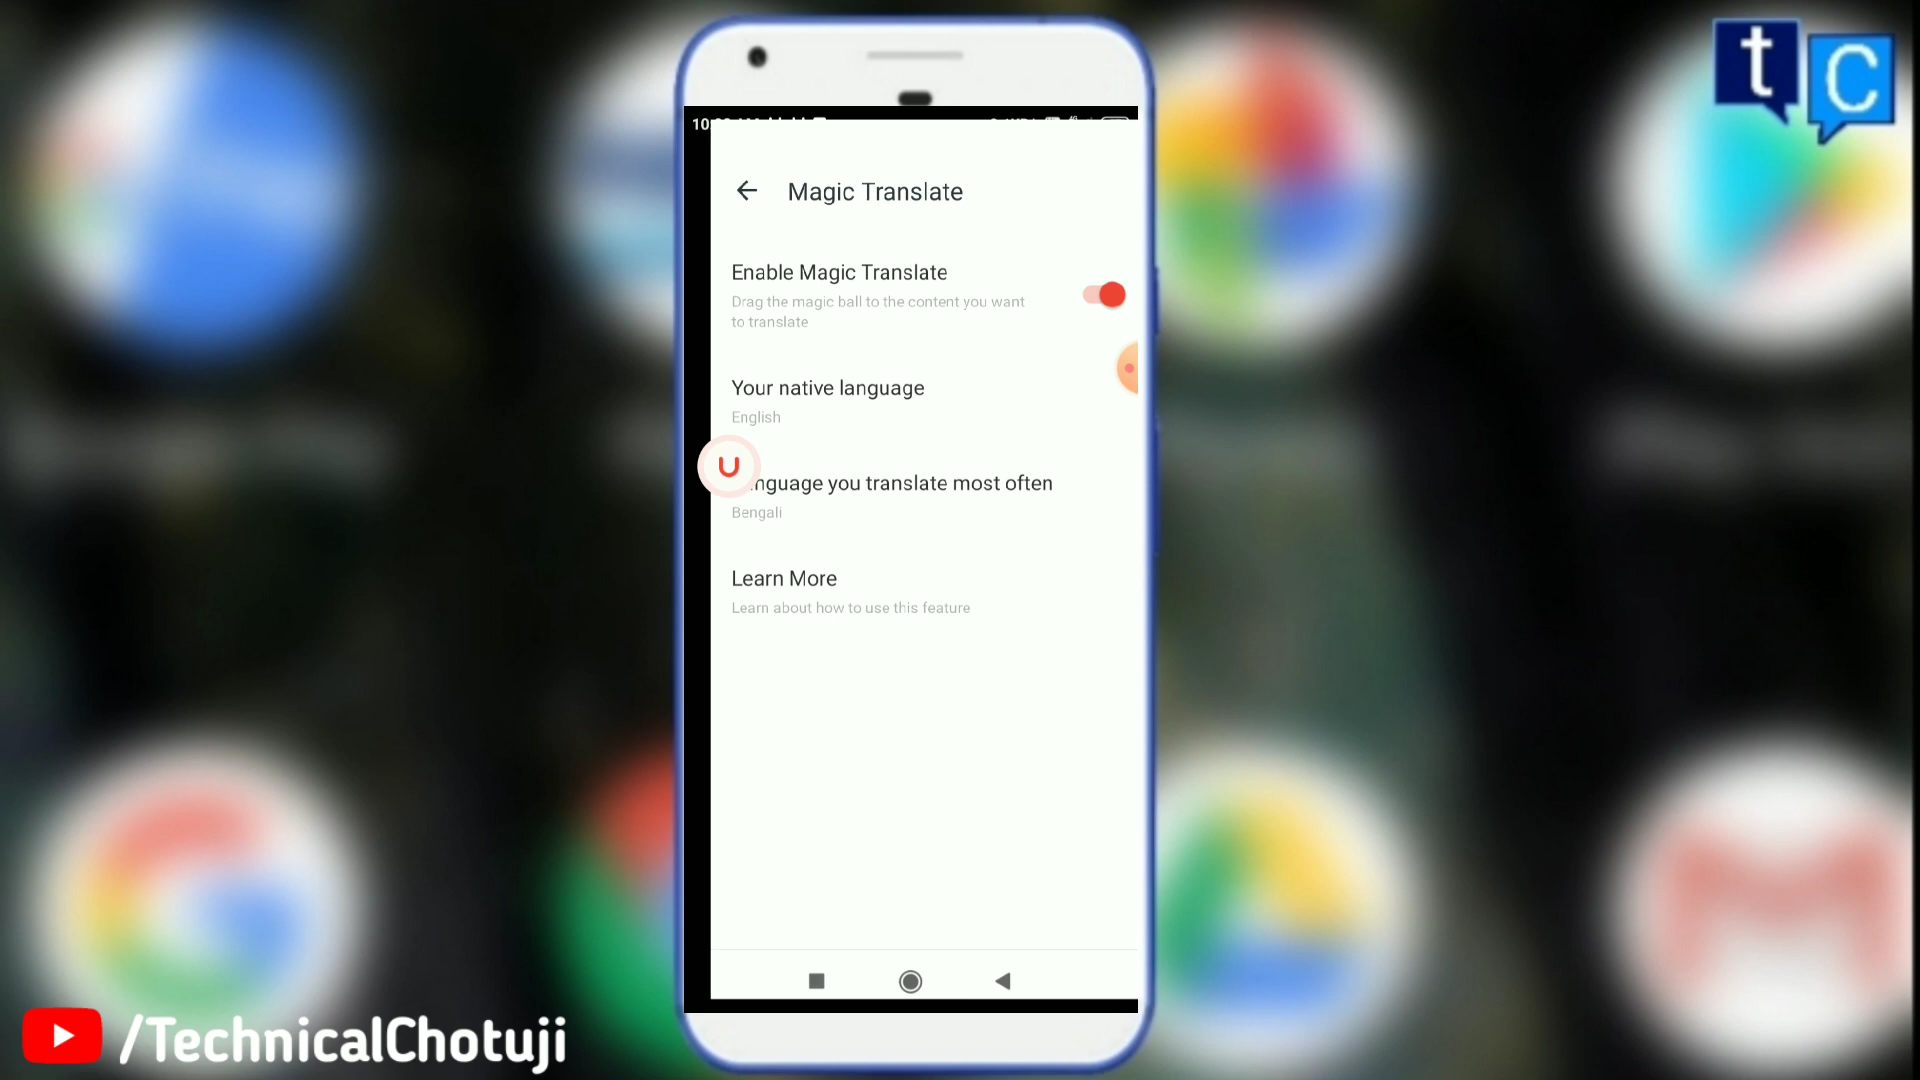 tC
Magic Translate
Enable Magic Translate
Drag the magic ball to the content you want
to translate
Your native language
English
U
you translate most often
Bengali
Learn More
Learn about how to use this feature
/TechnicalChotuji